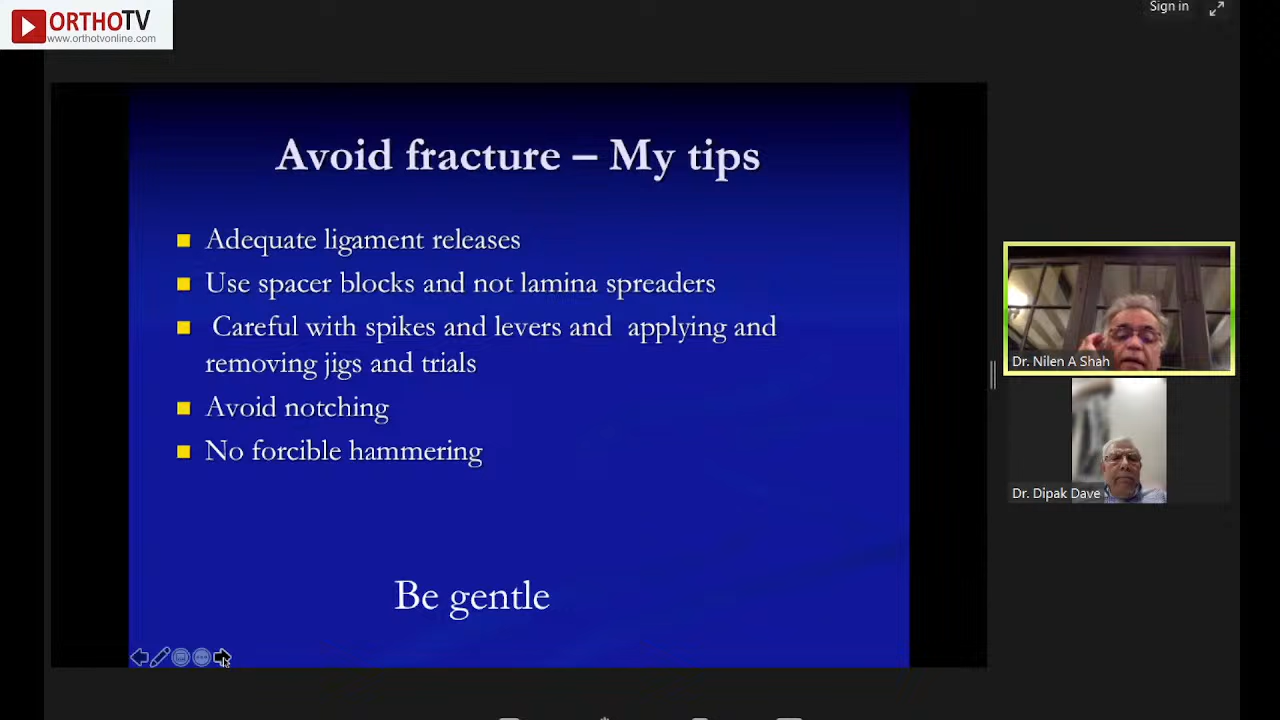 ORTHOTV
www.orthotvonline.com
Sign in
Avoid fracture – My tips
Adequate ligament releases
Use spacer blocks and not lamina spreaders
Careful with spikes and levers and applying and
removing jigs and trials
Avoid notching
No forcible hammering
Be gentle
Dr. Nilen A Shah
Dr. Dipak Dave